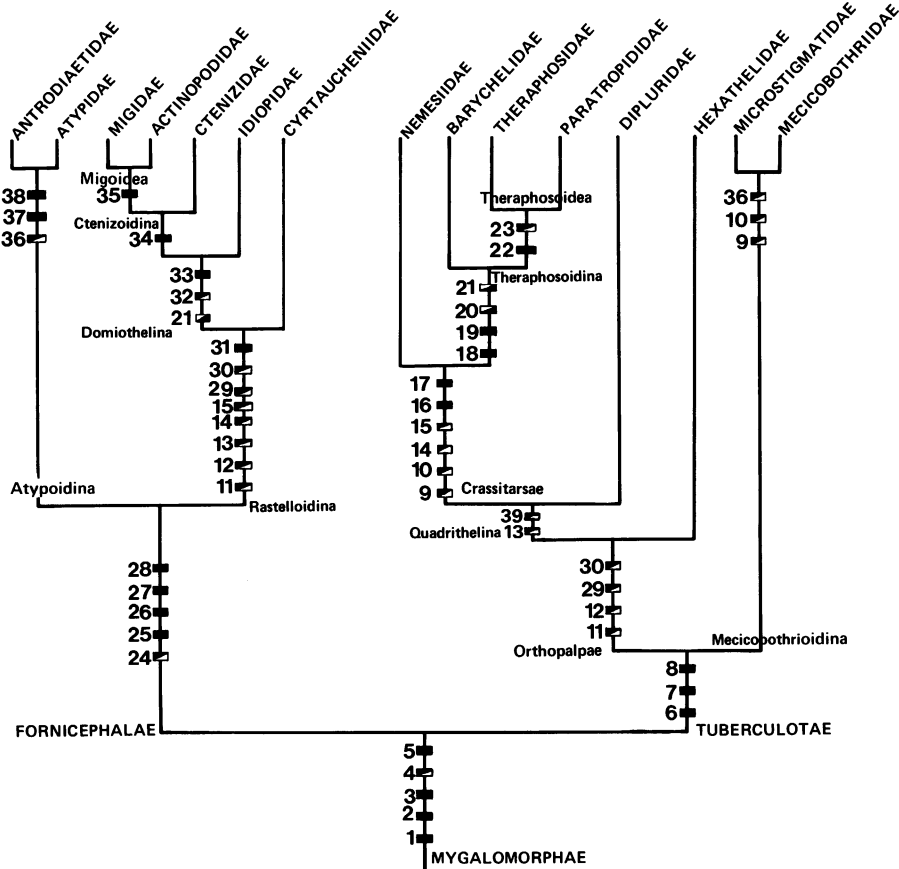 ANTRODIAETIDAE
ATYPIDAE
MIGIDAE
ACTINOPODIDAE
CTENIZIDAE
IDIOPIDAE
CYRTAUCHENIIDAE
NEMESIIDAE
BARYCHELIDAE
THERAPHOSIDAE
PARATROPIDIDAE
DIPLURIDAE
HEXATHELIDAE
MICROSTIGMATIDAE
MECICOBOTHRIIDAE
38
37
36
Migoidea
35
Ctenizoidina
34
33
32
21
Domiothelina
31
30
29
15
14
13
12
11
Atypoidina
Rastelloidina
28
27
26
25
24
FORNICEPHALAE
Theraphosoidea
23
22
Theraphosoidina
21
20
19
18
17
16
15
14
10
9
Crassitarsae
39
Quadrithelina 13
30
29
12
11
Orthopalpae
36
10
9
Mecicobothrioidina
8
7
6
TUBERCULOTAE
5
4
3
2
1
MYGALOMORPHAE